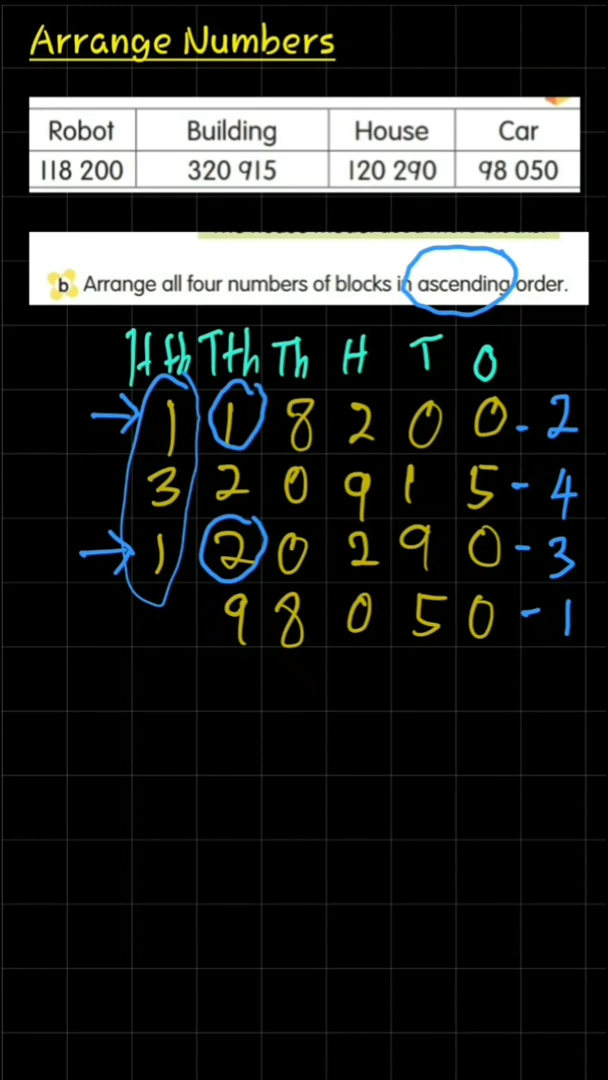 Arrange Numbers
Robot Building House Car
118 200 320 915 120 290 98 050
b Arrange all four numbers of blocks in ascending order.
Hth Tth Th H T O
1 1 8 2 0 0 - 2
3 2 0 9 1 5 - 4
1 2 0 2 9 0 - 3
9 8 0 5 0 - 1